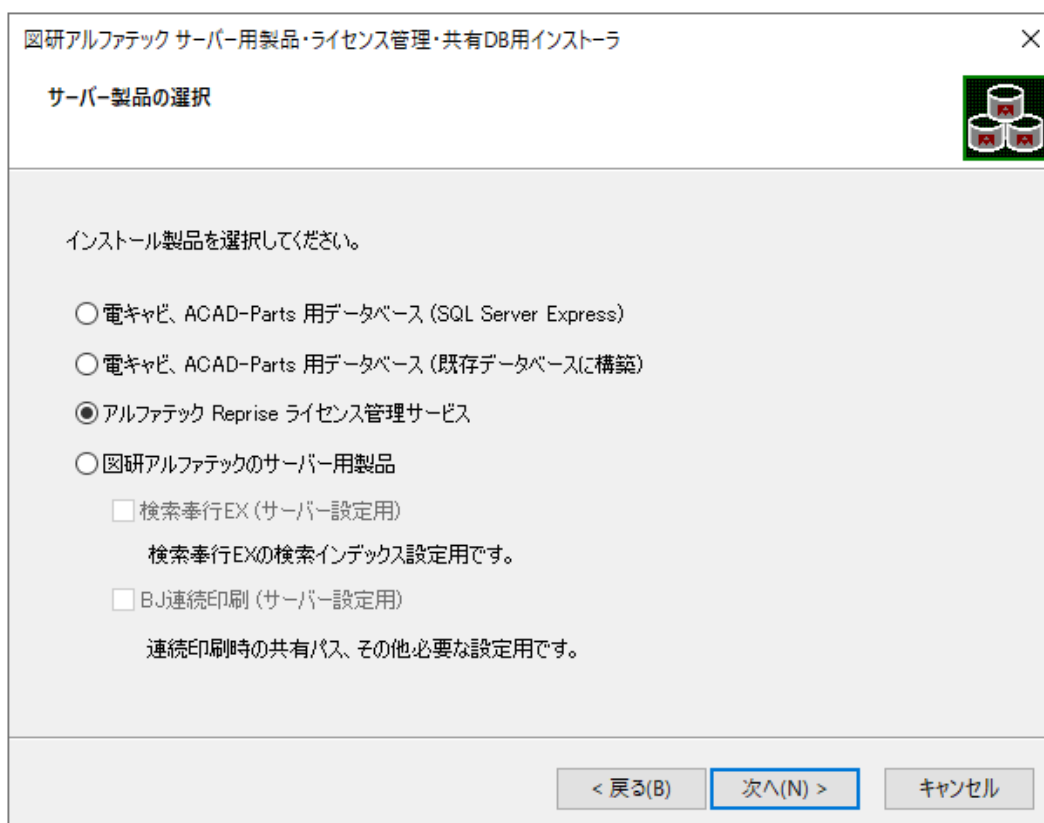 図研アルファテック サーバー用製品・ライセンス管理・共有DB用インストーラ
サーバー製品の選択
インストール製品を選択してください。
電キャビ、ACAD-Parts 用データベース (SQL Server Express)
電キャビ、ACAD-Parts 用データベース (既存データベースに構築)
アルファテック Reprise ライセンス管理サービス
図研アルファテックのサーバー用製品
検索奉行EX (サーバー設定用)
検索奉行EXの検索インデックス設定用です。
BJ連続印刷 (サーバー設定用)
連続印刷時の共有パス、その他必要な設定用です。
< 戻る(B)
次へ(N) >
キャンセル